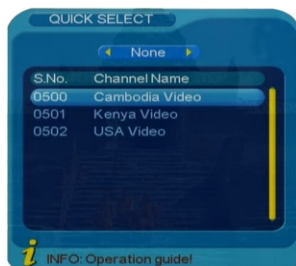 QUICK SELECT
None
S.No. Channel Name
0500 Cambodia Video
0501 Kenya Video
0502 USA Video
i INFO: Operation guide!